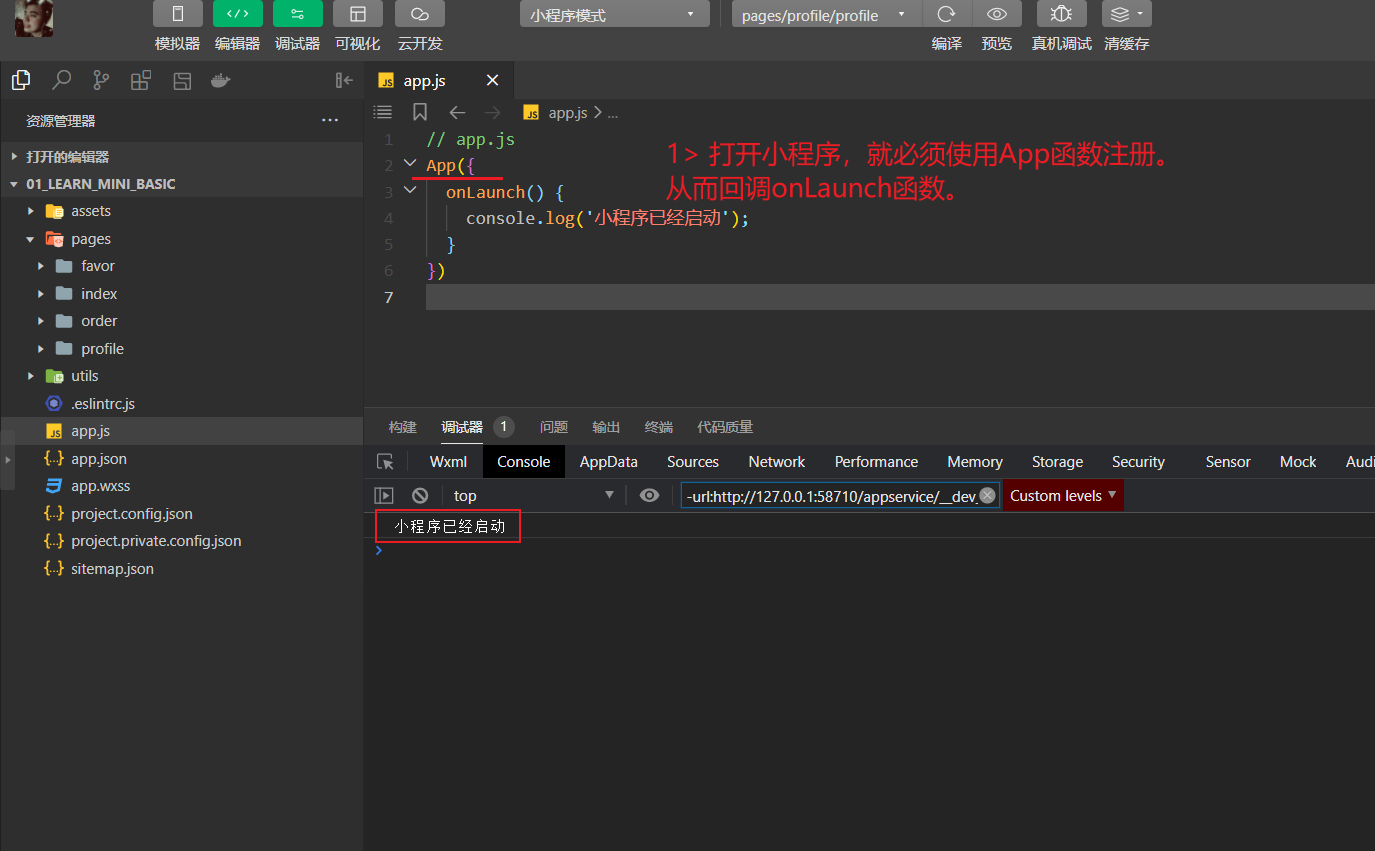 小程序模式
pages/profile/profile
模拟器 编辑器 调试器 可视化 云开发
编译 预览 真机调试 清缓存
资源管理器
打开的编辑器
01_LEARN_MINI_BASIC
assets
pages
favor
index
order
profile
utils
.eslintrc.js
app.js
app.json
app.wxss
project.config.json
project.private.config.json
sitemap.json
JS app.js
JS app.js > ...
1 // app.js
2 App({
3 onLaunch() {
4 console.log('小程序已经启动');
5 }
6 })
7
1> 打开小程序，就必须使用App函数注册。
从而回调onLaunch函数。
构建 调试器 1 问题 输出 终端 代码质量
Wxml Console AppData Sources Network Performance Memory Storage Security Sensor Mock Audi
top -url:http://127.0.0.1:58710/appservice/__dev_ Custom levels
小程序已经启动